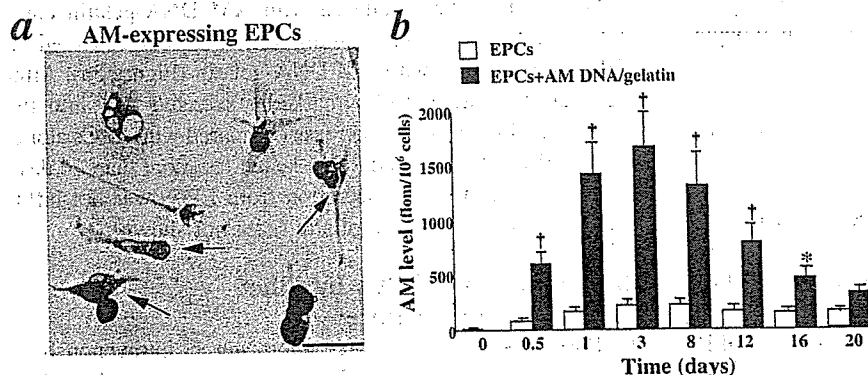 a
AM-expressing EPCs
b
EPCs
EPCs+AM DNA/gelatin
AM level (fmol/10⁶ cells)
2000
1500
1000
500
0
†
†
†
†
†
*
0 0.5 1 3 8 12 16 20
Time (days)